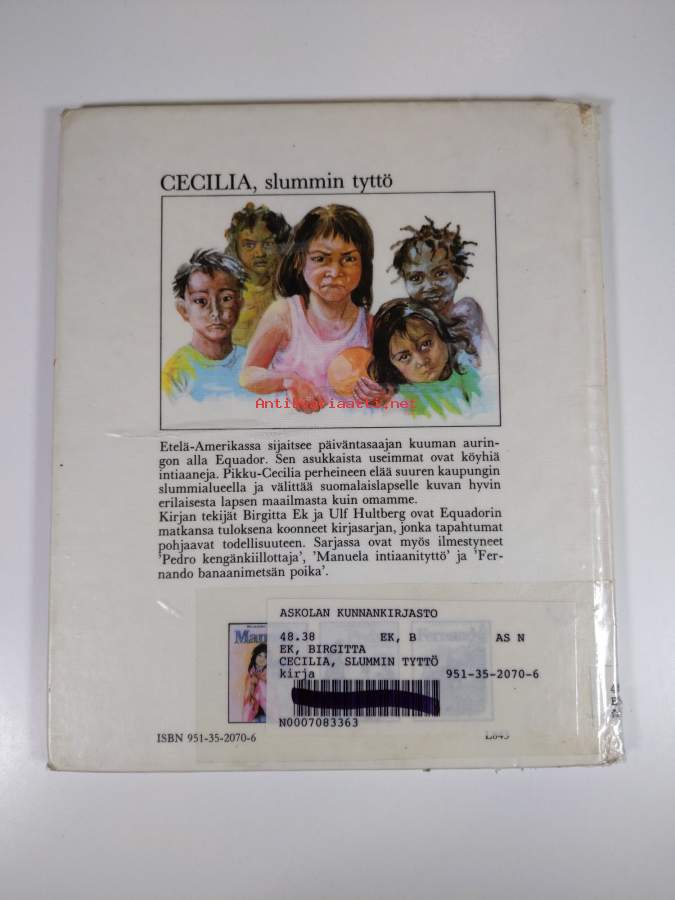 CECILIA, slummin tyttö
Antikvariaatti.net
Etelä-Amerikassa sijaitsee päiväntasaajan kuuman aurin-
gon alla Equador. Sen asukkaista useimmat ovat köyhiä
intiaaneja. Pikku-Cecilia perheineen elää suuren kaupungin
slummialueella ja välittää suomalaislapselle kuvan hyvin
erilaisesta lapsen maailmasta kuin omamme.
Kirjan tekijät Birgitta Ek ja Ulf Hultberg ovat Equadorin
matkansa tuloksena koonneet kirjasarjan, jonka tapahtumat
pohjaavat todellisuuteen. Sarjassa ovat myös ilmestyneet
'Pedro kengänkiillottaja', 'Manuela intiaanityttö' ja 'Fer-
nando banaanimetsän poika'.
ASKOLAN KUNNANKIRJASTO
48.38 EK, B AS N
EK, BIRGITTA
CECILIA, SLUMMIN TYTTÖ
kirja 951-35-2070-6
N0007083363
ISBN 951-35-2070-6